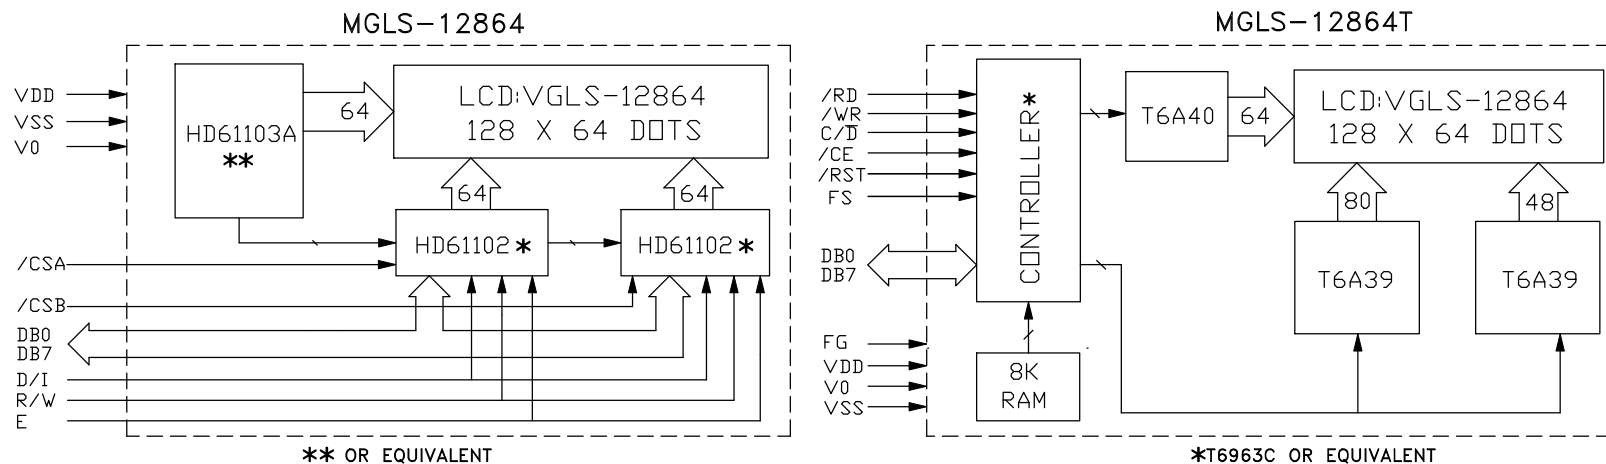 MGLS-12864
VDD
VSS
V0
HD61103A
**
64
LCD:VGLS-12864
128 X 64 DOTS
64
64
HD61102 *
HD61102 *
/CSA
/CSB
DB0
DB7
D/I
R/W
E
** OR EQUIVALENT
MGLS-12864T
/RD
/WR
C/D̅
/CE
/RST
FS
DB0
DB7
FG
VDD
V0
VSS
CONTROLLER*
8K
RAM
T6A40
64
LCD:VGLS-12864
128 X 64 DOTS
80
48
T6A39
T6A39
*T6963C OR EQUIVALENT